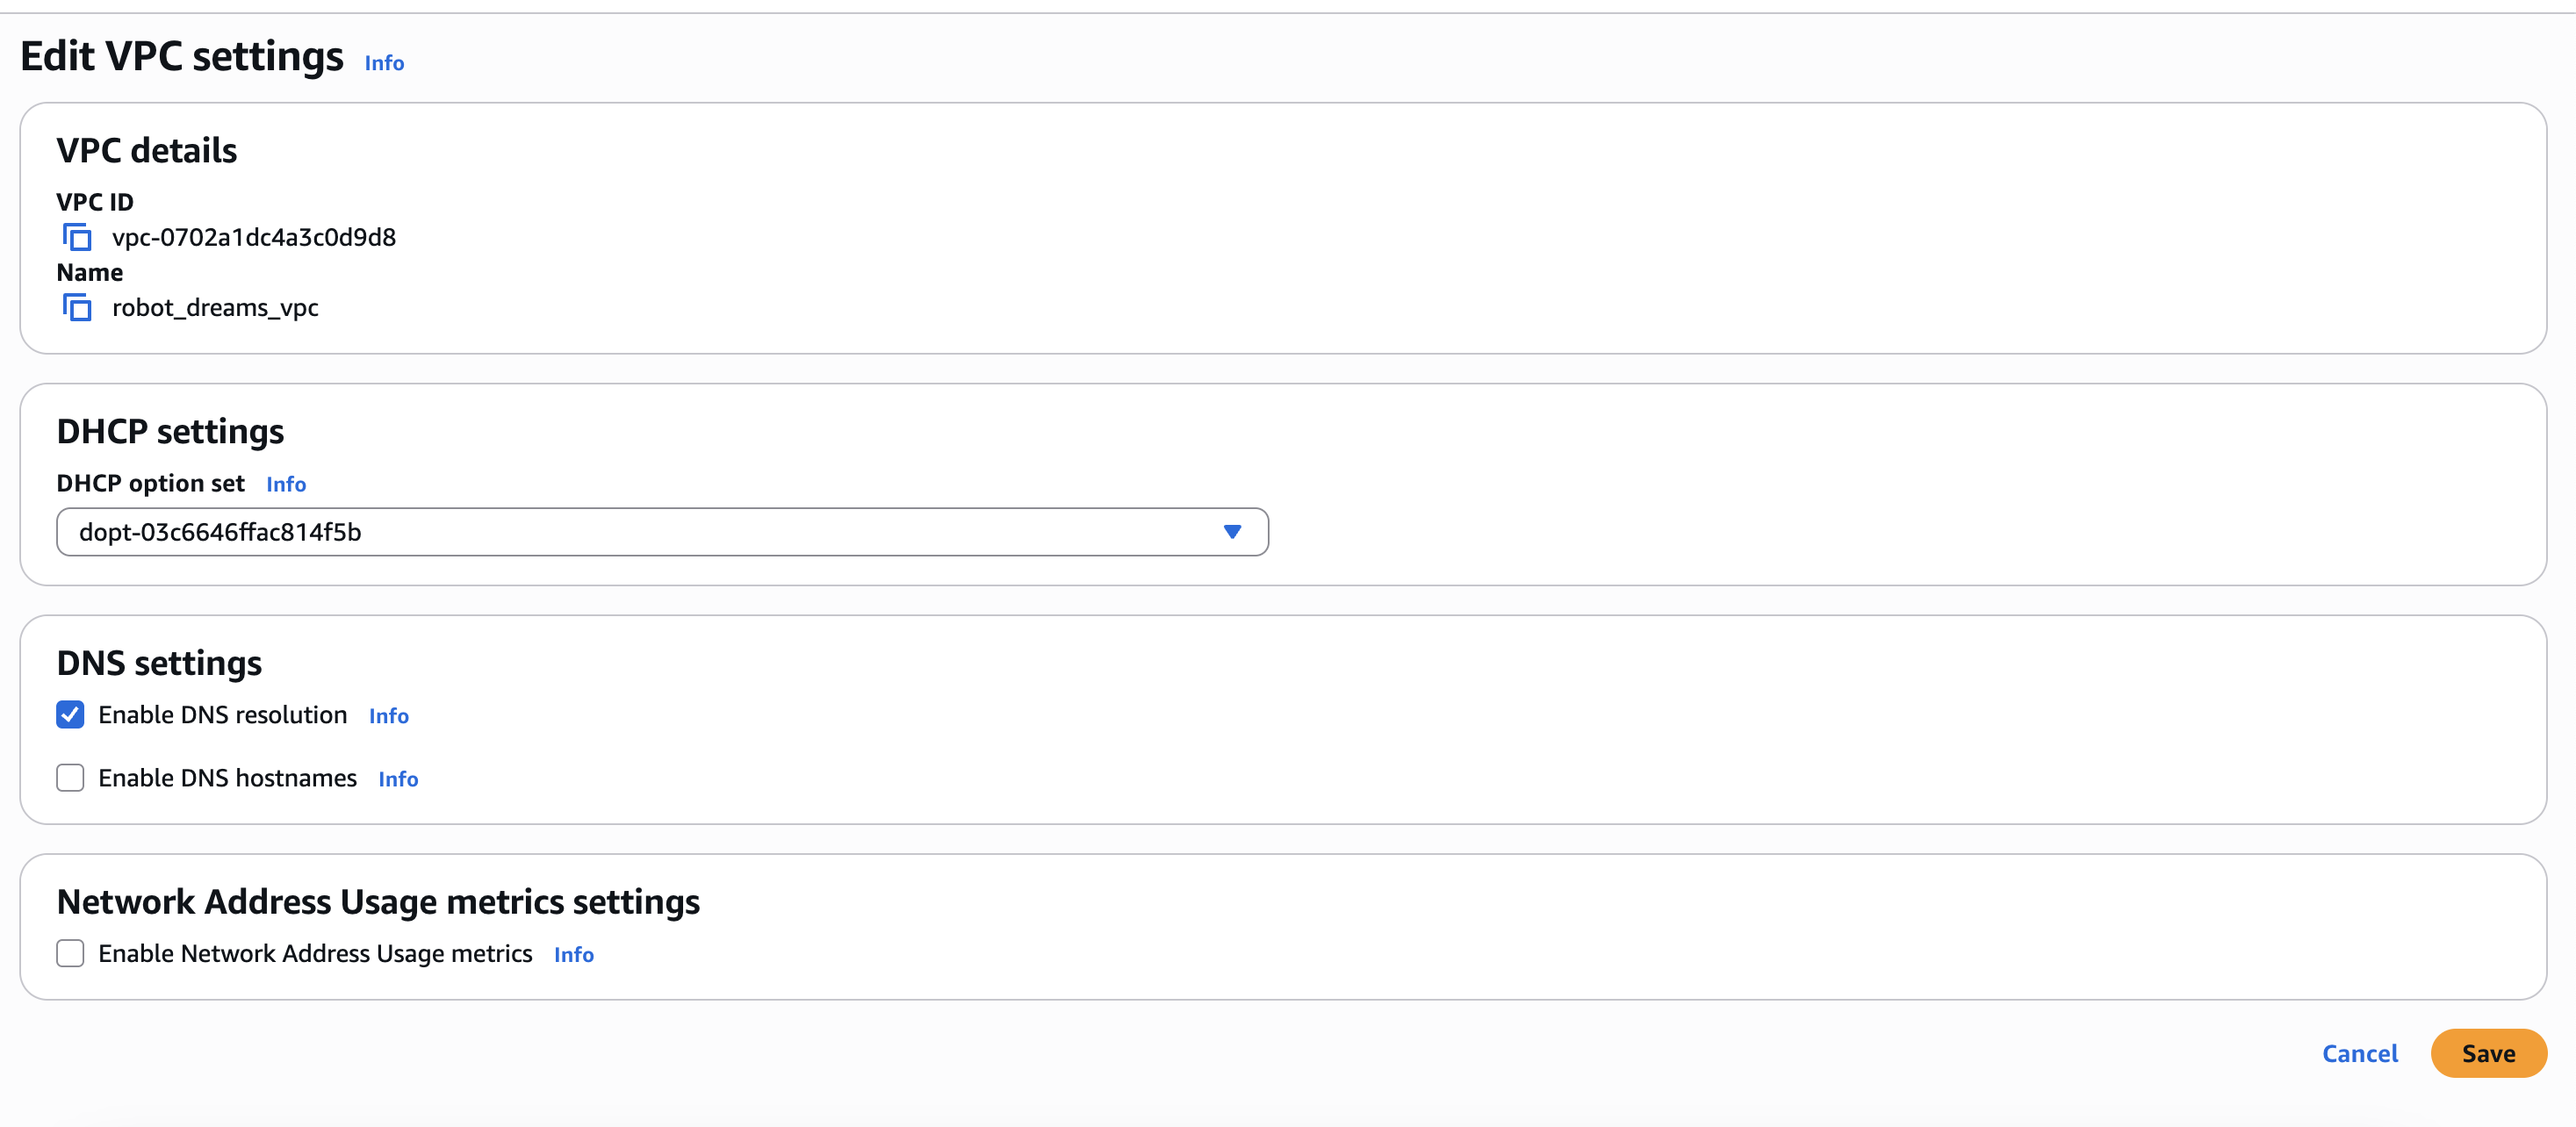 Edit VPC settings Info
VPC details
VPC ID
vpc-0702a1dc4a3c0d9d8
Name
robot_dreams_vpc
DHCP settings
DHCP option set Info
dopt-03c6646ffac814f5b
DNS settings
Enable DNS resolution Info
Enable DNS hostnames Info
Network Address Usage metrics settings
Enable Network Address Usage metrics Info
Cancel Save